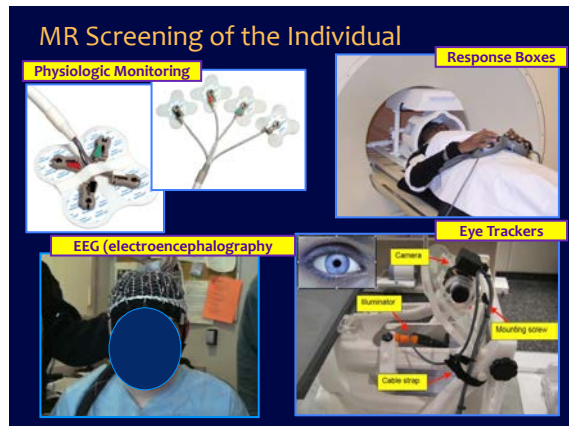 MR Screening of the Individual
Physiologic Monitoring
Response Boxes
EEG (electroencephalography
Eye Trackers
Camera
Illuminator
Mounting screw
Cable strap